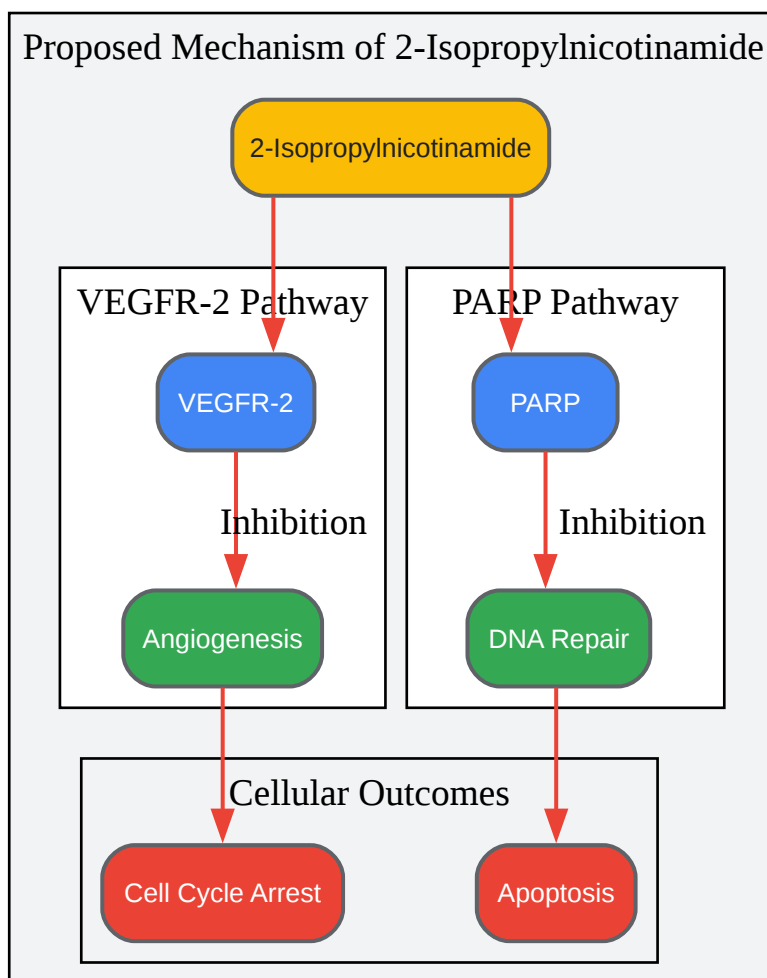 Proposed Mechanism of 2-Isopropylnicotinamide
2-Isopropylnicotinamide
VEGFR-2 Pathway
PARP Pathway
VEGFR-2
PARP
Inhibition
Inhibition
Angiogenesis
DNA Repair
Cellular Outcomes
Cell Cycle Arrest
Apoptosis